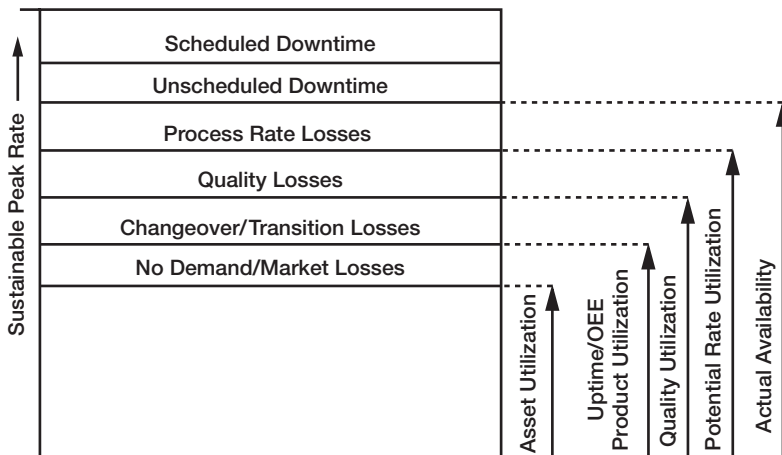 Sustainable Peak Rate
Scheduled Downtime
Unscheduled Downtime
Process Rate Losses
Quality Losses
Changeover/Transition Losses
No Demand/Market Losses
Asset Utilization
Uptime/OEE
Product Utilization
Quality Utilization
Potential Rate Utilization
Actual Availability